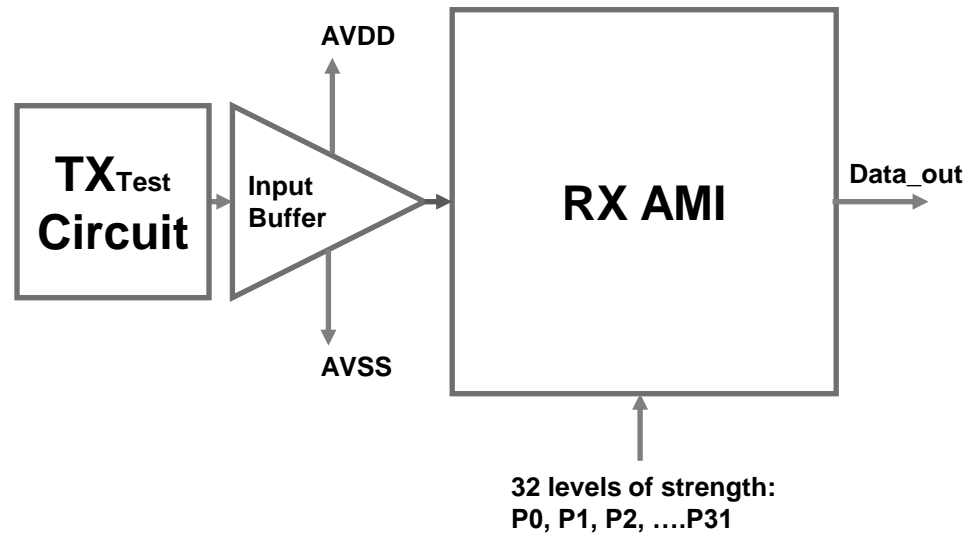 AVDD
TXTest
Circuit
Input
Buffer
RX AMI
Data_out
AVSS
32 levels of strength:
P0, P1, P2, ….P31